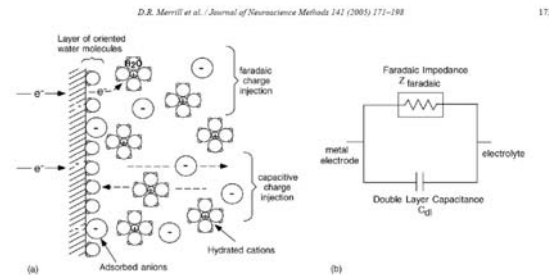 D.R. Merrill et al. / Journal of Neuroscience Methods 141 (2005) 171–198
Layer of oriented
water molecules
H2O
e-
e-
faradaic
charge
injection
e-
capacitive
charge
injection
Hydrated cations
Adsorbed anions
(a)
Faradaic Impedance
Z faradaic
metal
electrode
electrolyte
Double Layer Capacitance
Cdl
(b)